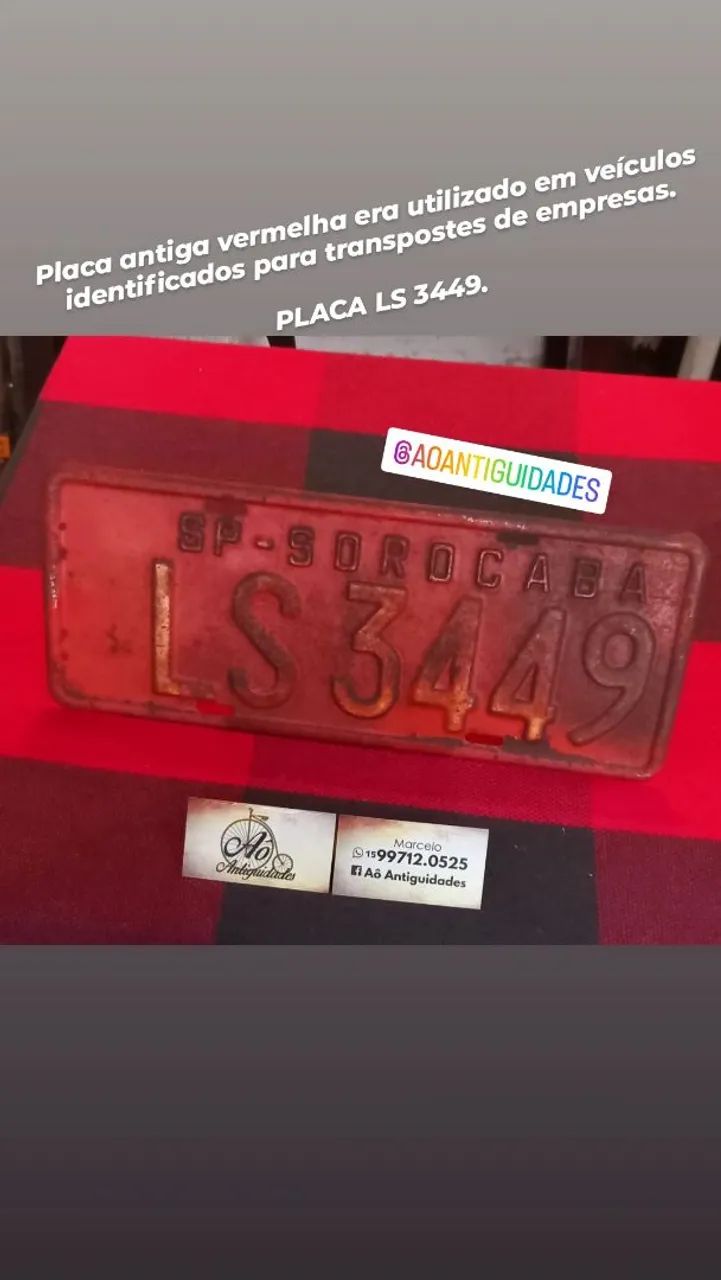 Placa antiga vermelha era utilizado em veículos
identificados para transpostes de empresas.
PLACA LS 3449.
@AOANTIGUIDADES
SP-SOROCABA
LS 3449
Aô
Antiguidades
Marcelo
15 99712.0525
Aô Antiguidades